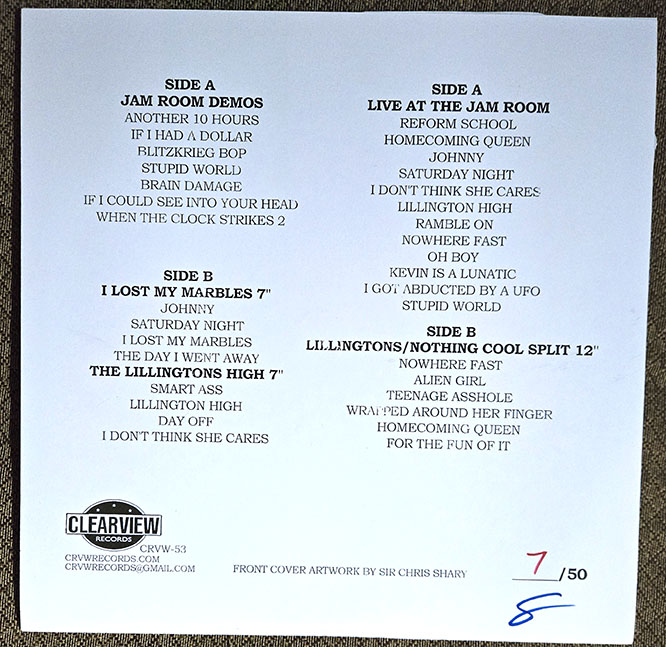 SIDE A
JAM ROOM DEMOS
ANOTHER 10 HOURS
IF I HAD A DOLLAR
BLITZKRIEG BOP
STUPID WORLD
BRAIN DAMAGE
IF I COULD SEE INTO YOUR HEAD
WHEN THE CLOCK STRIKES 2
SIDE B
I LOST MY MARBLES 7"
JOHNNY
SATURDAY NIGHT
I LOST MY MARBLES
THE DAY I WENT AWAY
THE LILLINGTONS HIGH 7"
SMART ASS
LILLINGTON HIGH
DAY OFF
I DON'T THINK SHE CARES
SIDE A
LIVE AT THE JAM ROOM
REFORM SCHOOL
HOMECOMING QUEEN
JOHNNY
SATURDAY NIGHT
I DON'T THINK SHE CARES
LILLINGTON HIGH
RAMBLE ON
NOWHERE FAST
OH BOY
KEVIN IS A LUNATIC
I GOT ABDUCTED BY A UFO
STUPID WORLD
SIDE B
LILLINGTONS/NOTHING COOL SPLIT 12"
NOWHERE FAST
ALIEN GIRL
TEENAGE ASSHOLE
WRAPPED AROUND HER FINGER
HOMECOMING QUEEN
FOR THE FUN OF IT
CLEARVIEW
RECORDS
CRVW-53
CRVWRECORDS.COM
CRVWRECORDS@GMAIL.COM
FRONT COVER ARTWORK BY SIR CHRIS SHARY
7/50